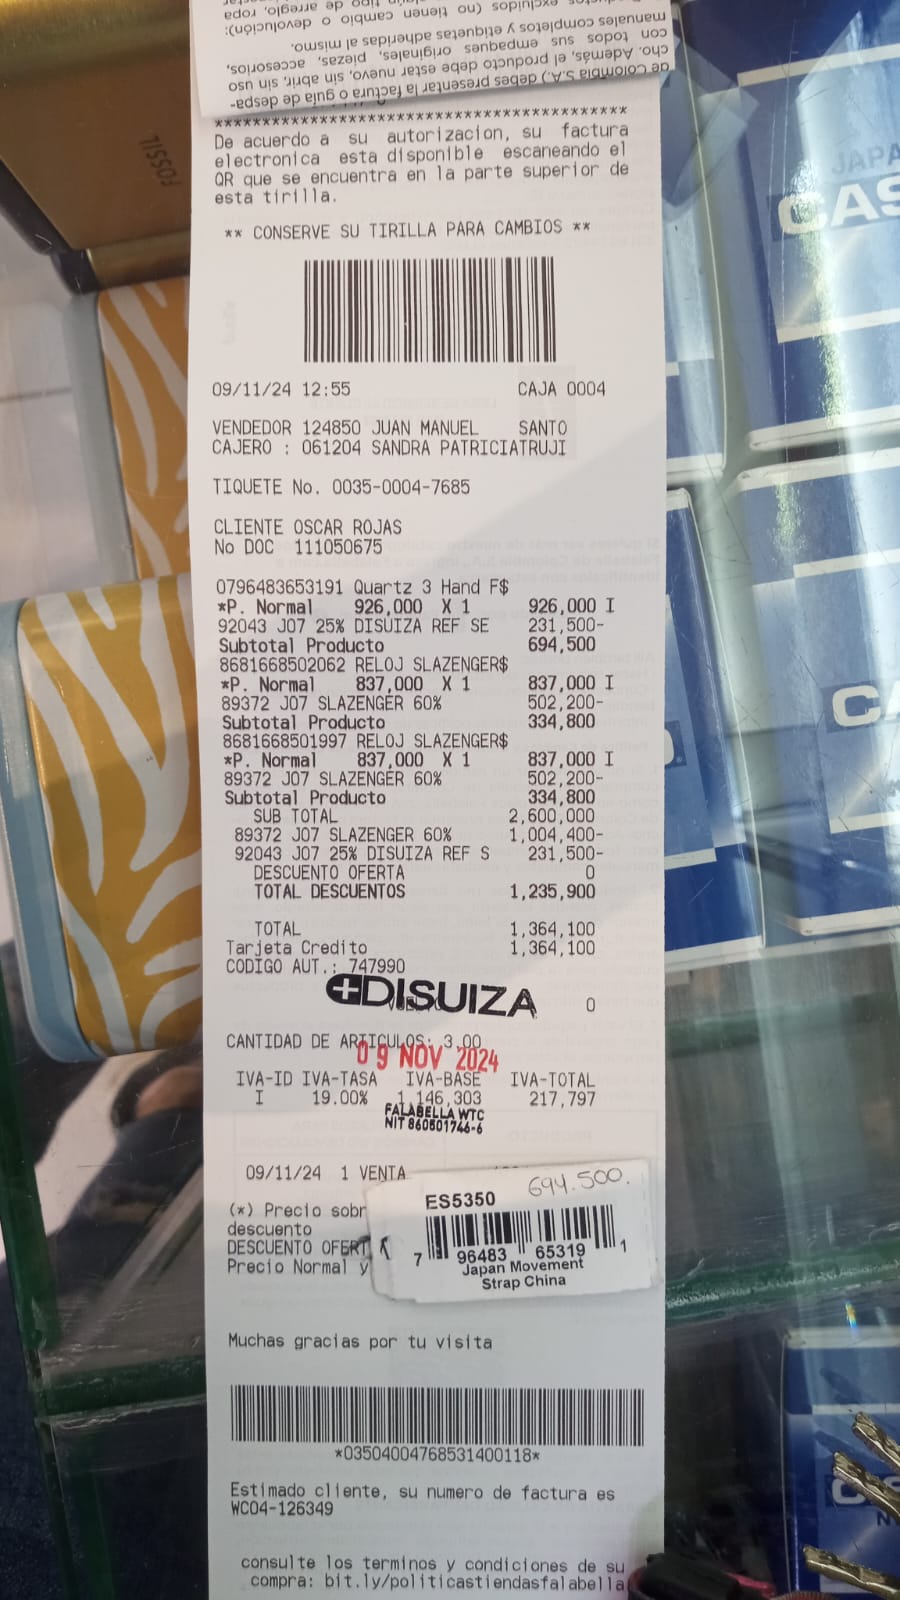 de Colombia S.A.) debes presentar la factura o guía de despa-
cho. Además, el producto debe estar nuevo, sin abrir, sin uso
con todos sus empaques originales, piezas, accesorios,
manuales completos y etiquetas adheridas al mismo.
excluidos (no tienen cambio o devolución):
tipo de arreglo, ropa
FOSSIL
De acuerdo a su autorizacion, su factura
electronica esta disponible escaneando el
QR que se encuentra en la parte superior de
esta tirilla.
** CONSERVE SU TIRILLA PARA CAMBIOS **
09/11/24 12:55 CAJA 0004
VENDEDOR 124850 JUAN MANUEL SANTO
CAJERO : 061204 SANDRA PATRICIATRUJI
TIQUETE No. 0035-0004-7685
CLIENTE OSCAR ROJAS
No DOC 111050675
0796483653191 Quartz 3 Hand F$
*P. Normal 926,000 X 1 926,000 I
92043 J07 25% DISUIZA REF SE 231,500-
Subtotal Producto 694,500
8681668502062 RELOJ SLAZENGER$
*P. Normal 837,000 X 1 837,000 I
89372 J07 SLAZENGER 60% 502,200-
Subtotal Producto 334,800
8681668501997 RELOJ SLAZENGER$
*P. Normal 837,000 X 1 837,000 I
89372 J07 SLAZENGER 60% 502,200-
Subtotal Producto 334,800
SUB TOTAL 2,600,000
89372 J07 SLAZENGER 60% 1,004,400-
92043 J07 25% DISUIZA REF S 231,500-
DESCUENTO OFERTA 0
TOTAL DESCUENTOS 1,235,900
TOTAL 1,364,100
Tarjeta Credito 1,364,100
CODIGO AUT.: 747990
DISUIZA 0
CANTIDAD DE ARTICULOS: 3.00
09 NOV 2024
IVA-ID IVA-TASA IVA-BASE IVA-TOTAL
I 19.00% 1,146,303 217,797
FALABELLA WTC
NIT 860501746-6
09/11/24 1 VENTA
694.500.
ES5350
7 96483 65319 1
Japan Movement
Strap China
(*) Precio sobr
descuento
DESCUENTO OFERT
Precio Normal y
Muchas gracias por tu visita
*03504004768531400118*
Estimado cliente, su numero de factura es
WC04-126349
consulte los terminos y condiciones de su
compra: bit.ly/politicastiendasfalabella
JAPA
CAS
CA